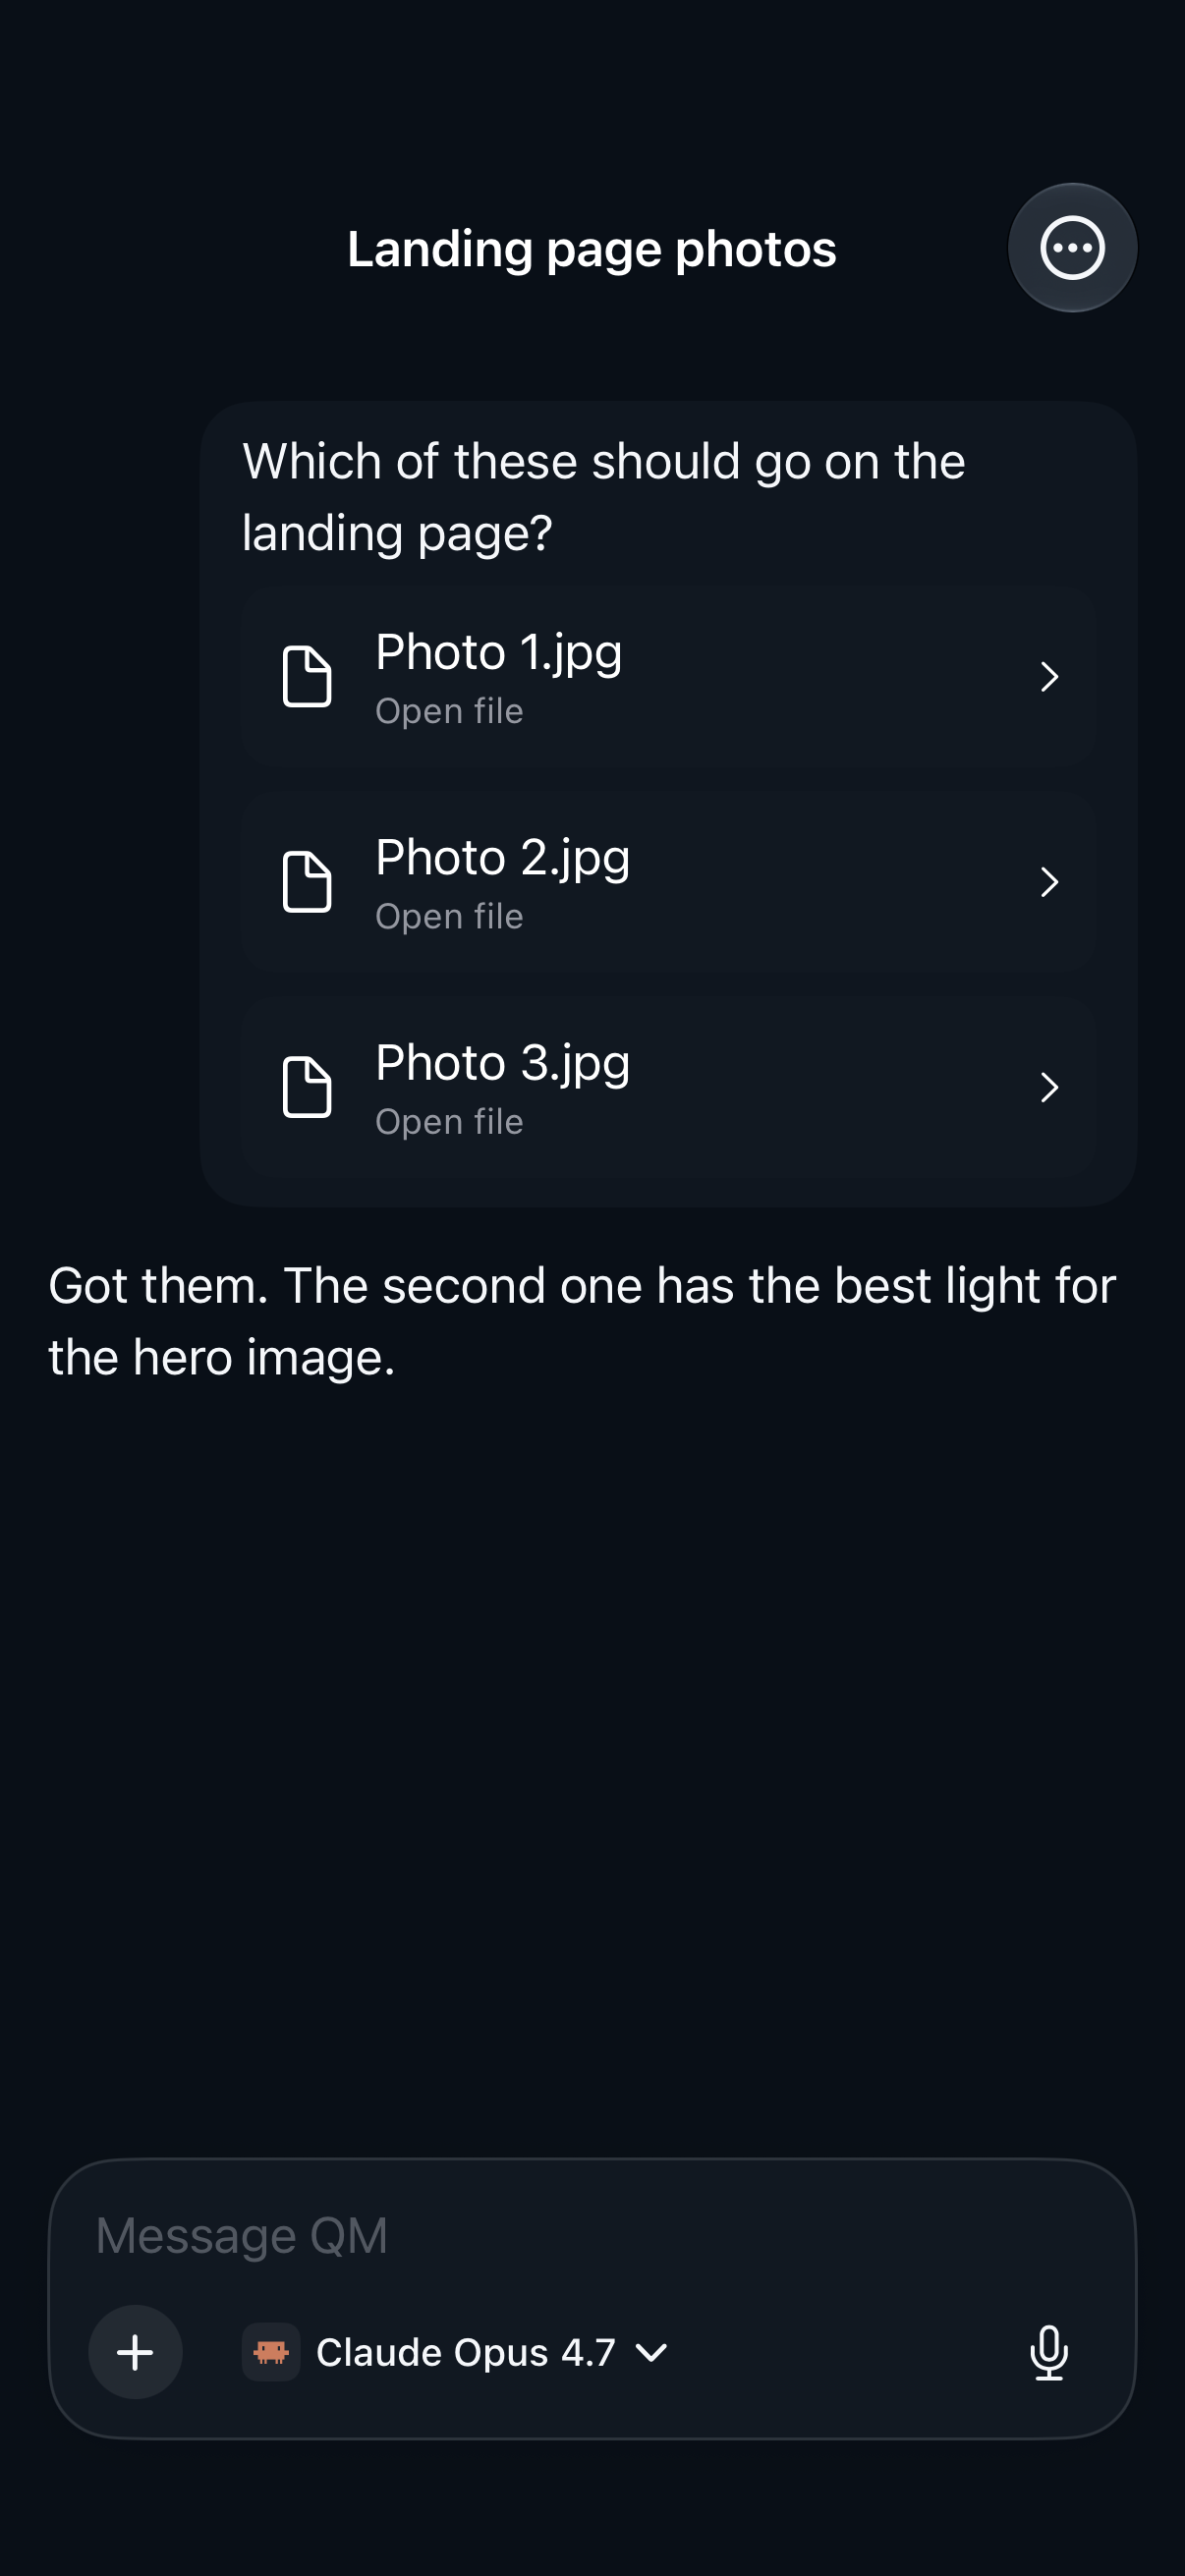 Landing page photos
Which of these should go on the
landing page?
Photo 1.jpg
Open file
Photo 2.jpg
Open file
Photo 3.jpg
Open file
Got them. The second one has the best light for
the hero image.
Message QM
Claude Opus 4.7